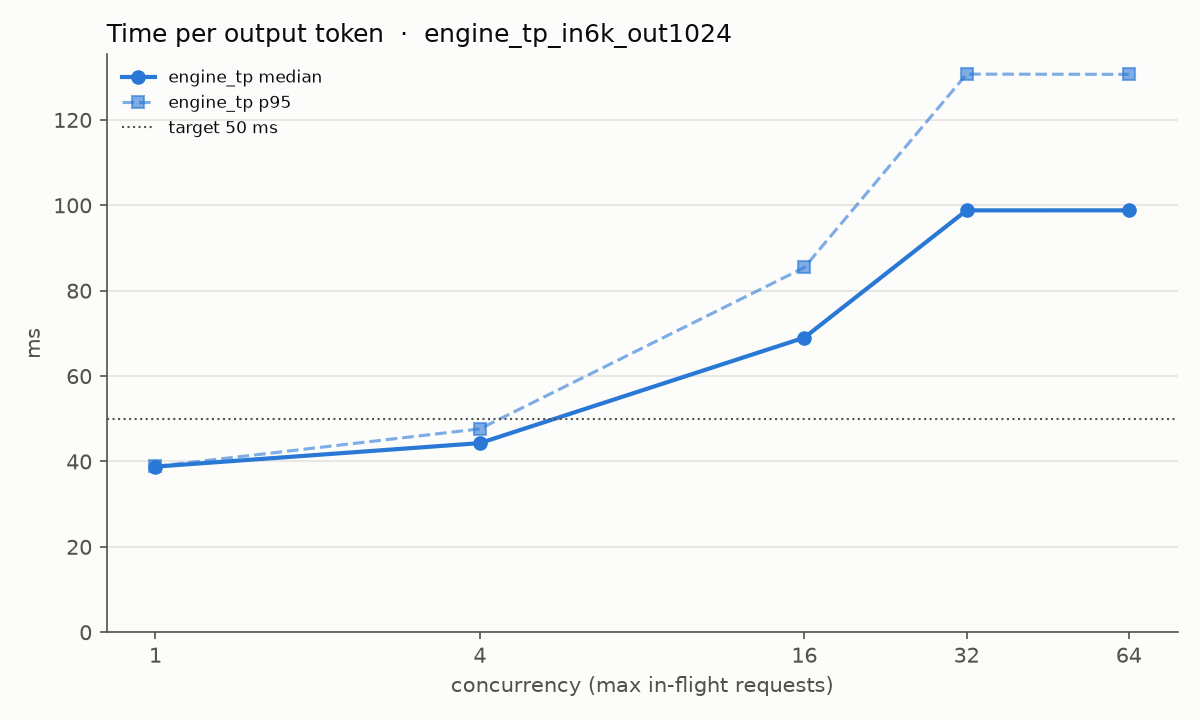 Time per output token · engine_tp_in6k_out1024
engine_tp median
engine_tp p95
target 50 ms
120
100
80
60
40
20
0
ms
1 4 16 32 64
concurrency (max in-flight requests)